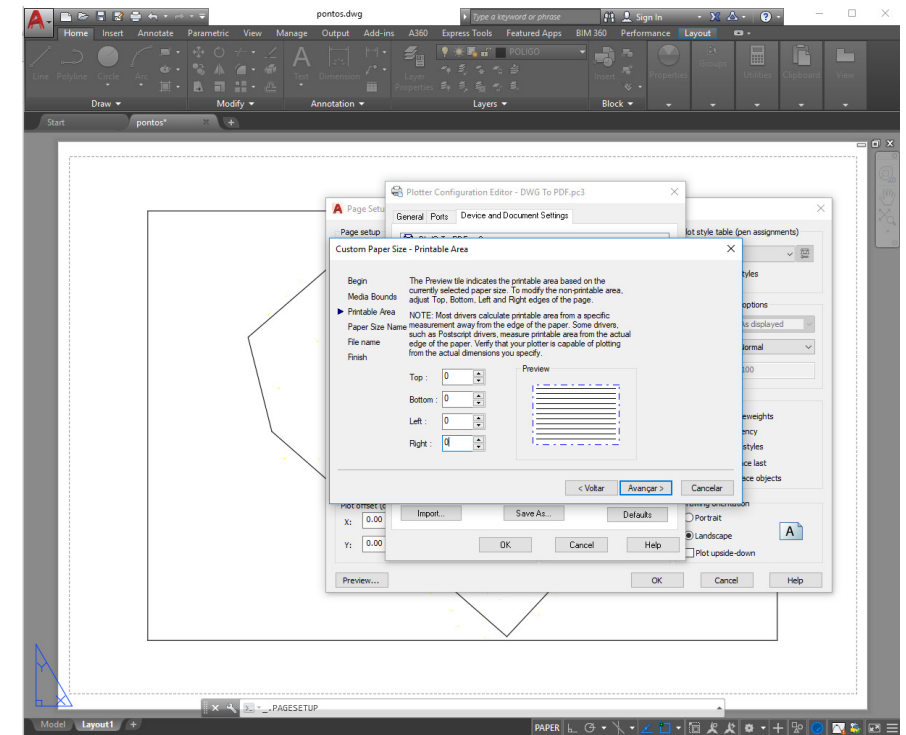 A
pontos.dwg
Type a keyword or phrase
Sign In
Home Insert Annotate Parametric View Manage Output Add-ins A360 Express Tools Featured Apps BIM 360 Performance Layout
POLIGO
Line Polyline Circle Arc
Text Dimension
Layer Properties
Insert
Properties Groups Utilities Clipboard View
Draw Modify Annotation Layers Block
Start pontos* +
Plotter Configuration Editor - DWG To PDF.pc3
General Ports Device and Document Settings
A Page Setu
Page setup
lot style table (pen assignments)
Custom Paper Size - Printable Area
tyles
Begin
Media Bounds
Printable Area
Paper Size Name
File name
Finish
The Preview tile indicates the printable area based on the
currently selected paper size. To modify the non-printable area,
adjust Top, Bottom, Left and Right edges of the page.
NOTE: Most drivers calculate printable area from a specific
measurement away from the edge of the paper. Some drivers,
such as Postscript drivers, measure printable area from the actual
edge of the paper. Verify that your plotter is capable of plotting
from the actual dimensions you specify.
options
As displayed
Normal
100
Top : 0
Bottom : 0
Left : 0
Right : 0
Preview
eweights
ency
styles
ce last
ace objects
< Voltar Avançar > Cancelar
Plot offset (
X: 0.00
Y: 0.00
Import... Save As... Defaults
OK Cancel Help
Portrait
Landscape
Plot upside-down
A
Preview... OK Cancel Help
Y
X
_.PAGESETUP
Model Layout1 +
PAPER